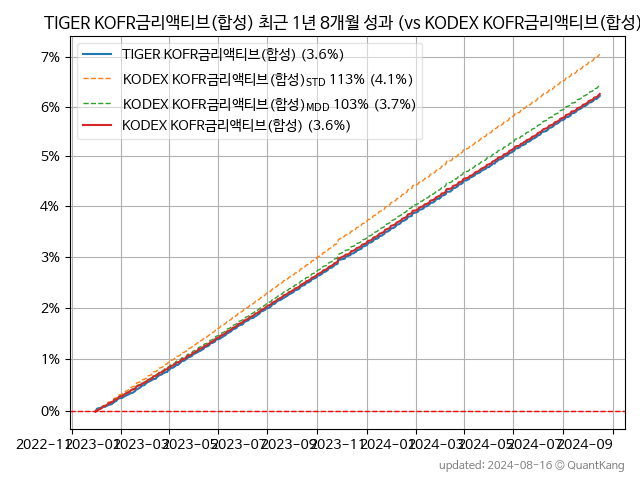 TIGER KOFR금리액티브(합성) 최근 1년 8개월 성과 (vs KODEX KOFR금리액티브(합성)
7%
6%
5%
4%
3%
2%
1%
0%
TIGER KOFR금리액티브(합성) (3.6%)
KODEX KOFR금리액티브(합성)STD 113% (4.1%)
KODEX KOFR금리액티브(합성)MDD 103% (3.7%)
KODEX KOFR금리액티브(합성) (3.6%)
2022-11 2023-01 2023-03 2023-05 2023-07 2023-09 2023-11 2024-01 2024-03 2024-05 2024-07 2024-09
updated: 2024-08-16 © QuantKang